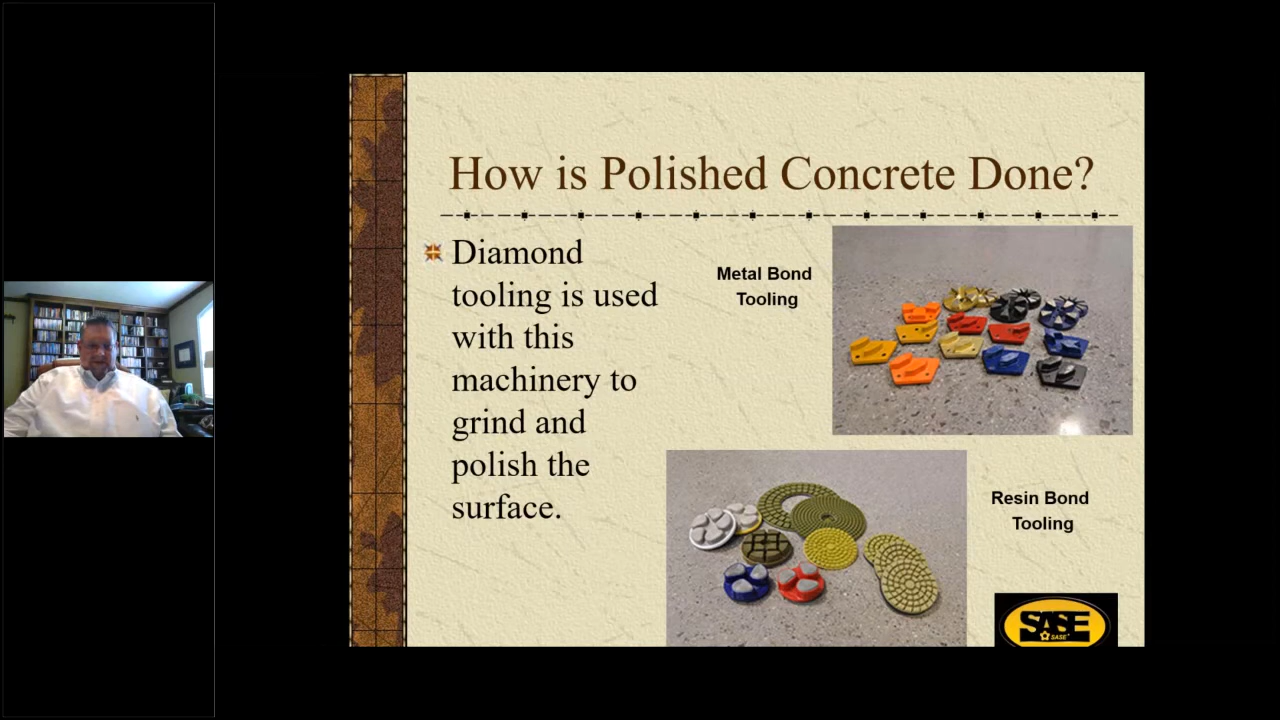 How is Polished Concrete Done?
Diamond
tooling is used
with this
machinery to
grind and
polish the
surface.
Metal Bond
Tooling
Resin Bond
Tooling
SASE
SASE